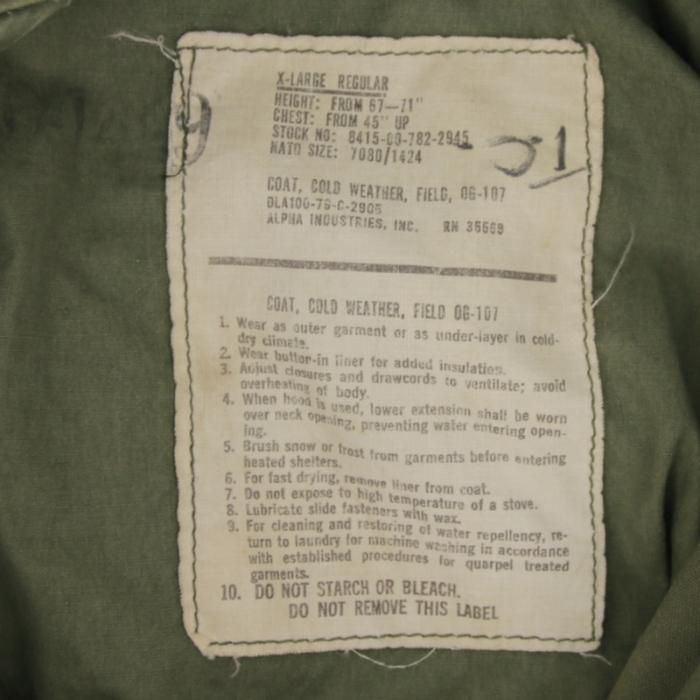 X-LARGE REGULAR
HEIGHT: FROM 67-71"
CHEST: FROM 45" UP
STOCK NO: 8415-00-782-2945
NATO SIZE: 7080/1424
COAT, COLD WEATHER, FIELD, OG-107
DLA100-79-C-2905
ALPHA INDUSTRIES, INC. RN 35569
COAT, COLD WEATHER, FIELD OG-107
1. Wear as outer garment or as under-layer in cold-
dry climate.
2. Wear button-in liner for added insulation.
3. Adjust closures and drawcords to ventilate; avoid
overheating of body.
4. When hood is used, lower extension shall be worn
over neck opening, preventing water entering open-
ing.
5. Brush snow or frost from garments before entering
heated shelters.
6. For fast drying, remove liner from coat.
7. Do not expose to high temperature of a stove.
8. Lubricate slide fasteners with wax.
9. For cleaning and restoring of water repellency, re-
turn to laundry for machine washing in accordance
with established procedures for quarpel treated
garments.
10. DO NOT STARCH OR BLEACH.
DO NOT REMOVE THIS LABEL